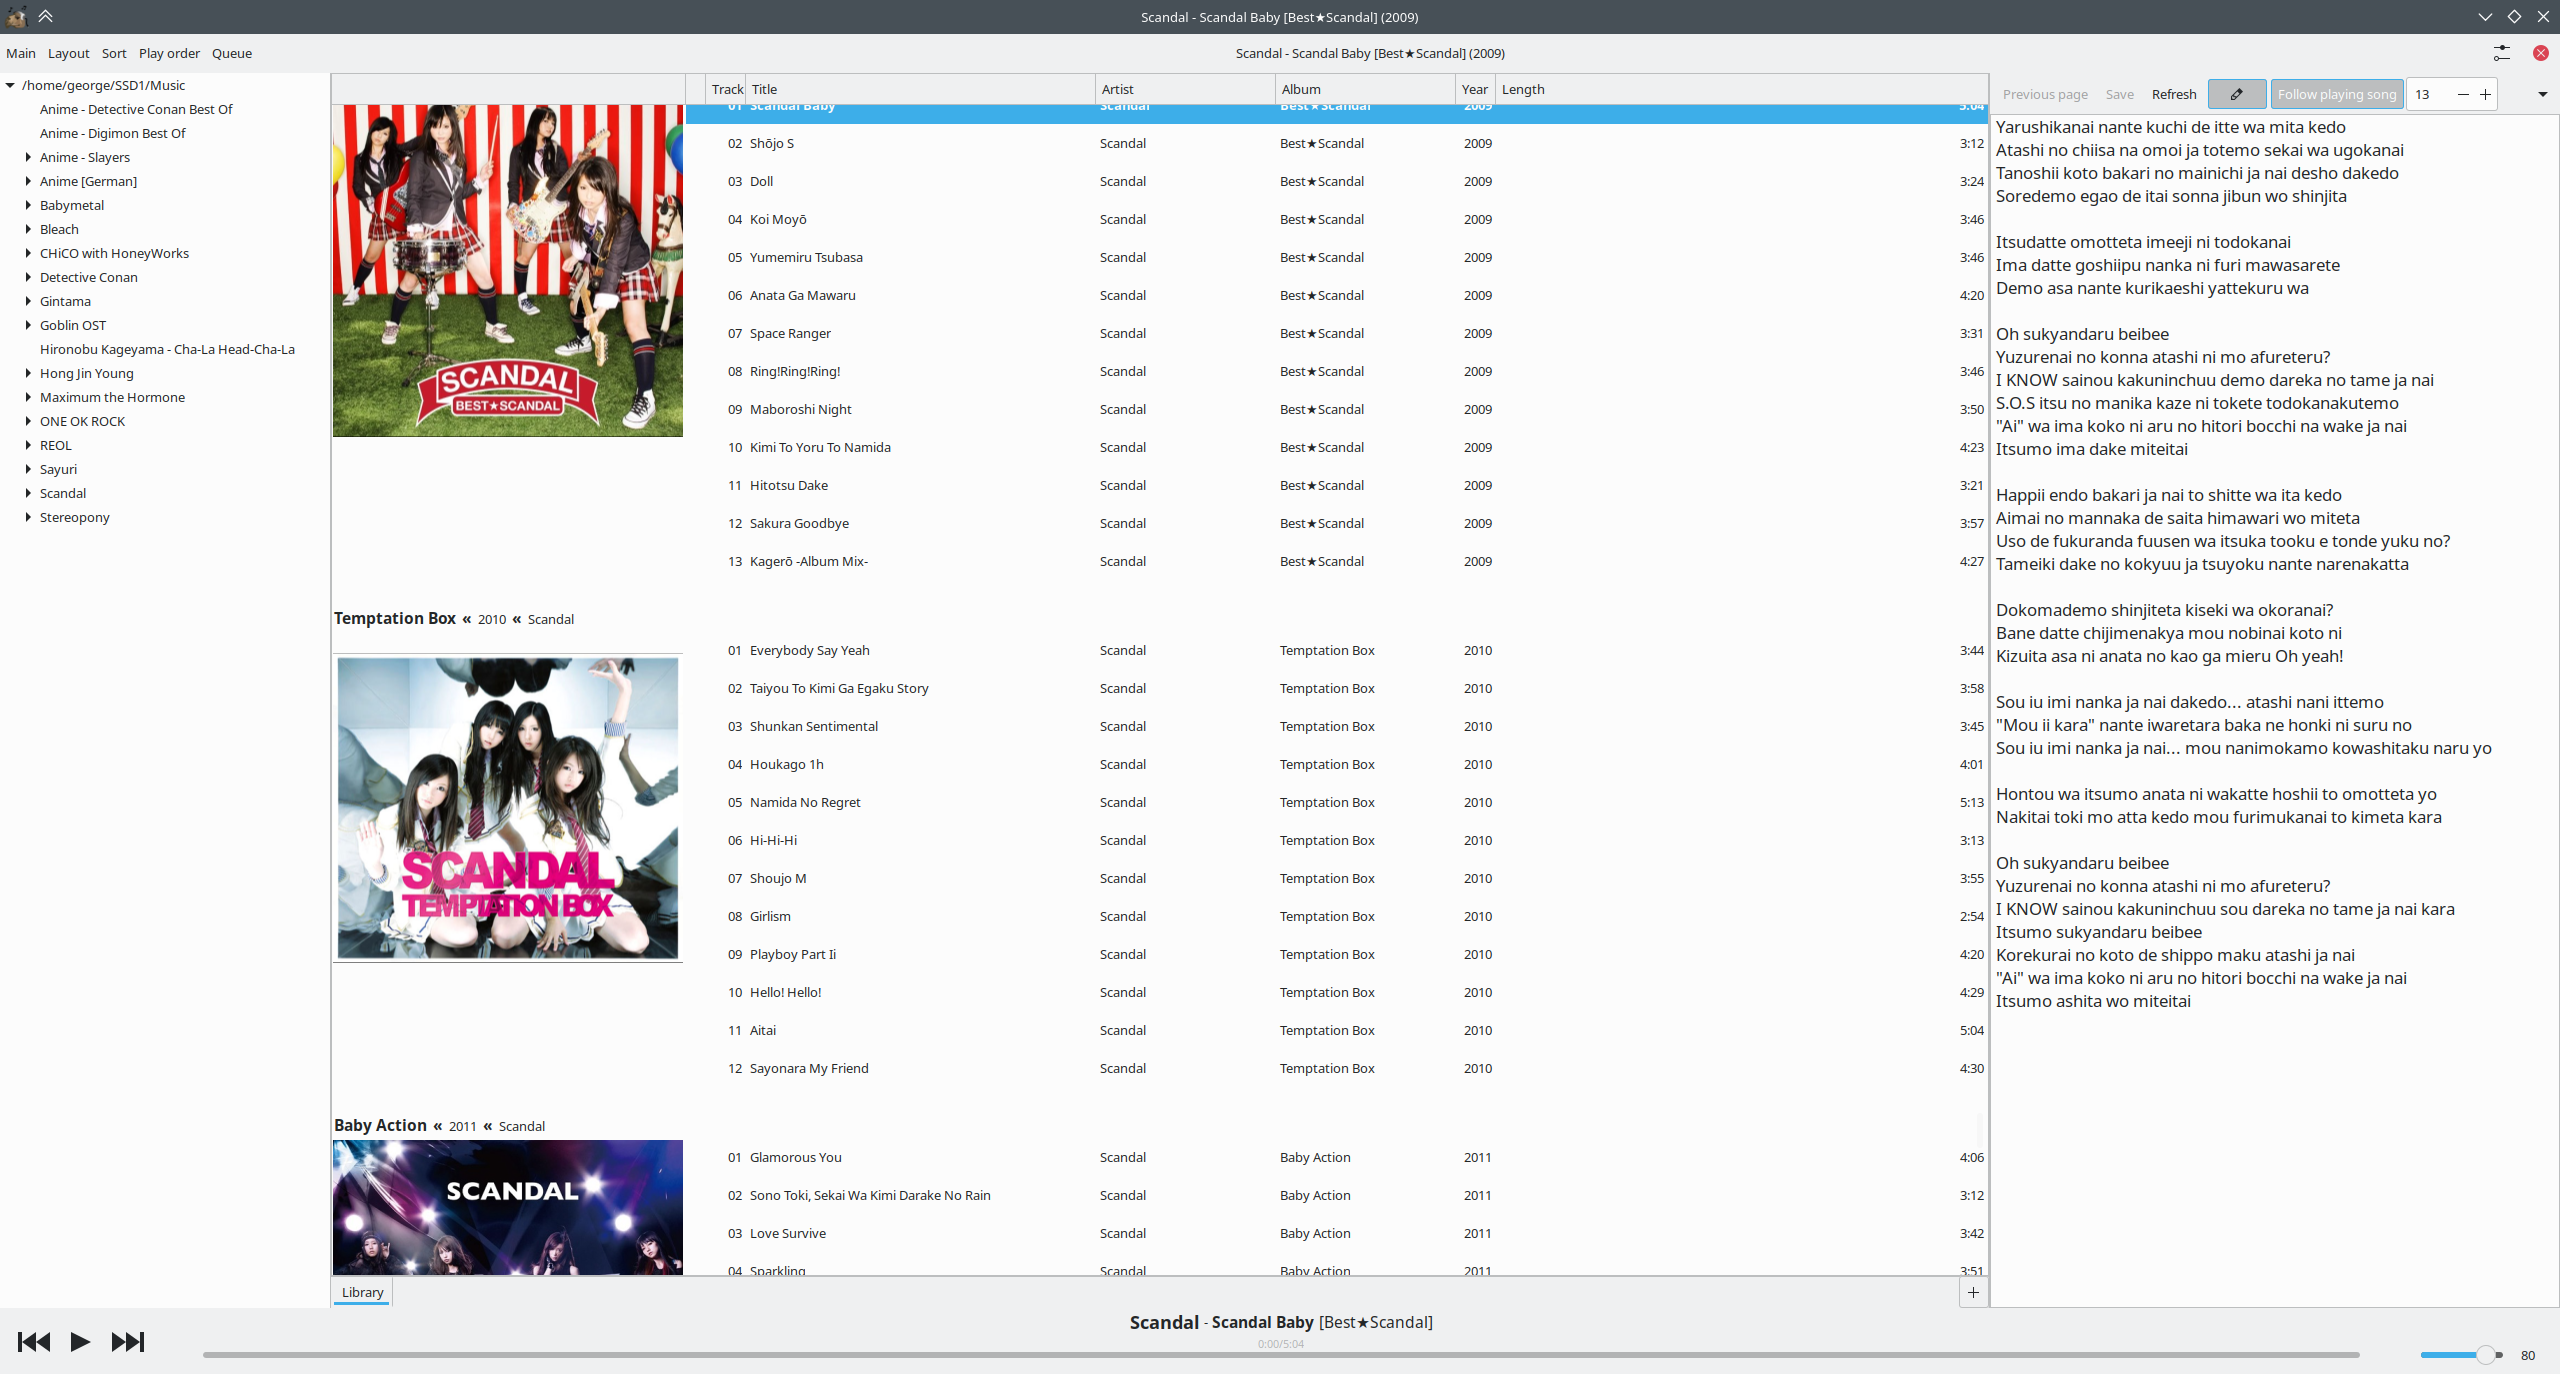 Scandal - Scandal Baby [Best★Scandal] (2009)
Main Layout Sort Play order Queue
Scandal - Scandal Baby [Best★Scandal] (2009)
/home/george/SSD1/Music
Anime - Detective Conan Best Of
Anime - Digimon Best Of
Anime - Slayers
Anime [German]
Babymetal
Bleach
CHiCO with HoneyWorks
Detective Conan
Gintama
Goblin OST
Hironobu Kageyama - Cha-La Head-Cha-La
Hong Jin Young
Maximum the Hormone
ONE OK ROCK
REOL
Sayuri
Scandal
Stereopony
Track Title Artist Album Year Length
01 Scandal Baby Scandal Best★Scandal 2009 5:04
02 Shōjo S Scandal Best★Scandal 2009 3:12
03 Doll Scandal Best★Scandal 2009 3:24
04 Koi Moyō Scandal Best★Scandal 2009 3:46
05 Yumemiru Tsubasa Scandal Best★Scandal 2009 3:46
06 Anata Ga Mawaru Scandal Best★Scandal 2009 4:20
07 Space Ranger Scandal Best★Scandal 2009 3:31
08 Ring!Ring!Ring! Scandal Best★Scandal 2009 3:46
09 Maboroshi Night Scandal Best★Scandal 2009 3:50
10 Kimi To Yoru To Namida Scandal Best★Scandal 2009 4:23
11 Hitotsu Dake Scandal Best★Scandal 2009 3:21
12 Sakura Goodbye Scandal Best★Scandal 2009 3:57
13 Kagerō -Album Mix- Scandal Best★Scandal 2009 4:27
SCANDAL
BEST★SCANDAL
Temptation Box « 2010 « Scandal
01 Everybody Say Yeah Scandal Temptation Box 2010 3:44
02 Taiyou To Kimi Ga Egaku Story Scandal Temptation Box 2010 3:58
03 Shunkan Sentimental Scandal Temptation Box 2010 3:45
04 Houkago 1h Scandal Temptation Box 2010 4:01
05 Namida No Regret Scandal Temptation Box 2010 5:13
06 Hi-Hi-Hi Scandal Temptation Box 2010 3:13
07 Shoujo M Scandal Temptation Box 2010 3:55
08 Girlism Scandal Temptation Box 2010 2:54
09 Playboy Part Ii Scandal Temptation Box 2010 4:20
10 Hello! Hello! Scandal Temptation Box 2010 4:29
11 Aitai Scandal Temptation Box 2010 5:04
12 Sayonara My Friend Scandal Temptation Box 2010 4:30
SCANDAL
TEMPTATION BOX
Baby Action « 2011 « Scandal
01 Glamorous You Scandal Baby Action 2011 4:06
02 Sono Toki, Sekai Wa Kimi Darake No Rain Scandal Baby Action 2011 3:12
03 Love Survive Scandal Baby Action 2011 3:42
04 Sparkling Scandal Baby Action 2011 3:51
SCANDAL
Library
Previous page Save Refresh Follow playing song 13
Yarushikanai nante kuchi de itte wa mita kedo
Atashi no chiisa na omoi ja totemo sekai wa ugokanai
Tanoshii koto bakari no mainichi ja nai desho dakedo
Soredemo egao de itai sonna jibun wo shinjita
Itsudatte omotteta imeeji ni todokanai
Ima datte goshiipu nanka ni furi mawasarete
Demo asa nante kurikaeshi yattekuru wa
Oh sukyandaru beibee
Yuzurenai no konna atashi ni mo afureteru?
I KNOW sainou kakuninchuu demo dareka no tame ja nai
S.O.S itsu no manika kaze ni tokete todokanakutemo
"Ai" wa ima koko ni aru no hitori bocchi na wake ja nai
Itsumo ima dake miteitai
Happii endo bakari ja nai to shitte wa ita kedo
Aimai no mannaka de saita himawari wo miteta
Uso de fukuranda fuusen wa itsuka tooku e tonde yuku no?
Tameiki dake no kokyuu ja tsuyoku nante narenakatta
Dokomademo shinjiteta kiseki wa okoranai?
Bane datte chijimenakya mou nobinai koto ni
Kizuita asa ni anata no kao ga mieru Oh yeah!
Sou iu imi nanka ja nai dakedo... atashi nani ittemo
"Mou ii kara" nante iwaretara baka ne honki ni suru no
Sou iu imi nanka ja nai... mou nanimokamo kowashitaku naru yo
Hontou wa itsumo anata ni wakatte hoshii to omotteta yo
Nakitai toki mo atta kedo mou furimukanai to kimeta kara
Oh sukyandaru beibee
Yuzurenai no konna atashi ni mo afureteru?
I KNOW sainou kakuninchuu sou dareka no tame ja nai kara
Itsumo sukyandaru beibee
Korekurai no koto de shippo maku atashi ja nai
"Ai" wa ima koko ni aru no hitori bocchi na wake ja nai
Itsumo ashita wo miteitai
Scandal - Scandal Baby [Best★Scandal]
0:00/5:04
80